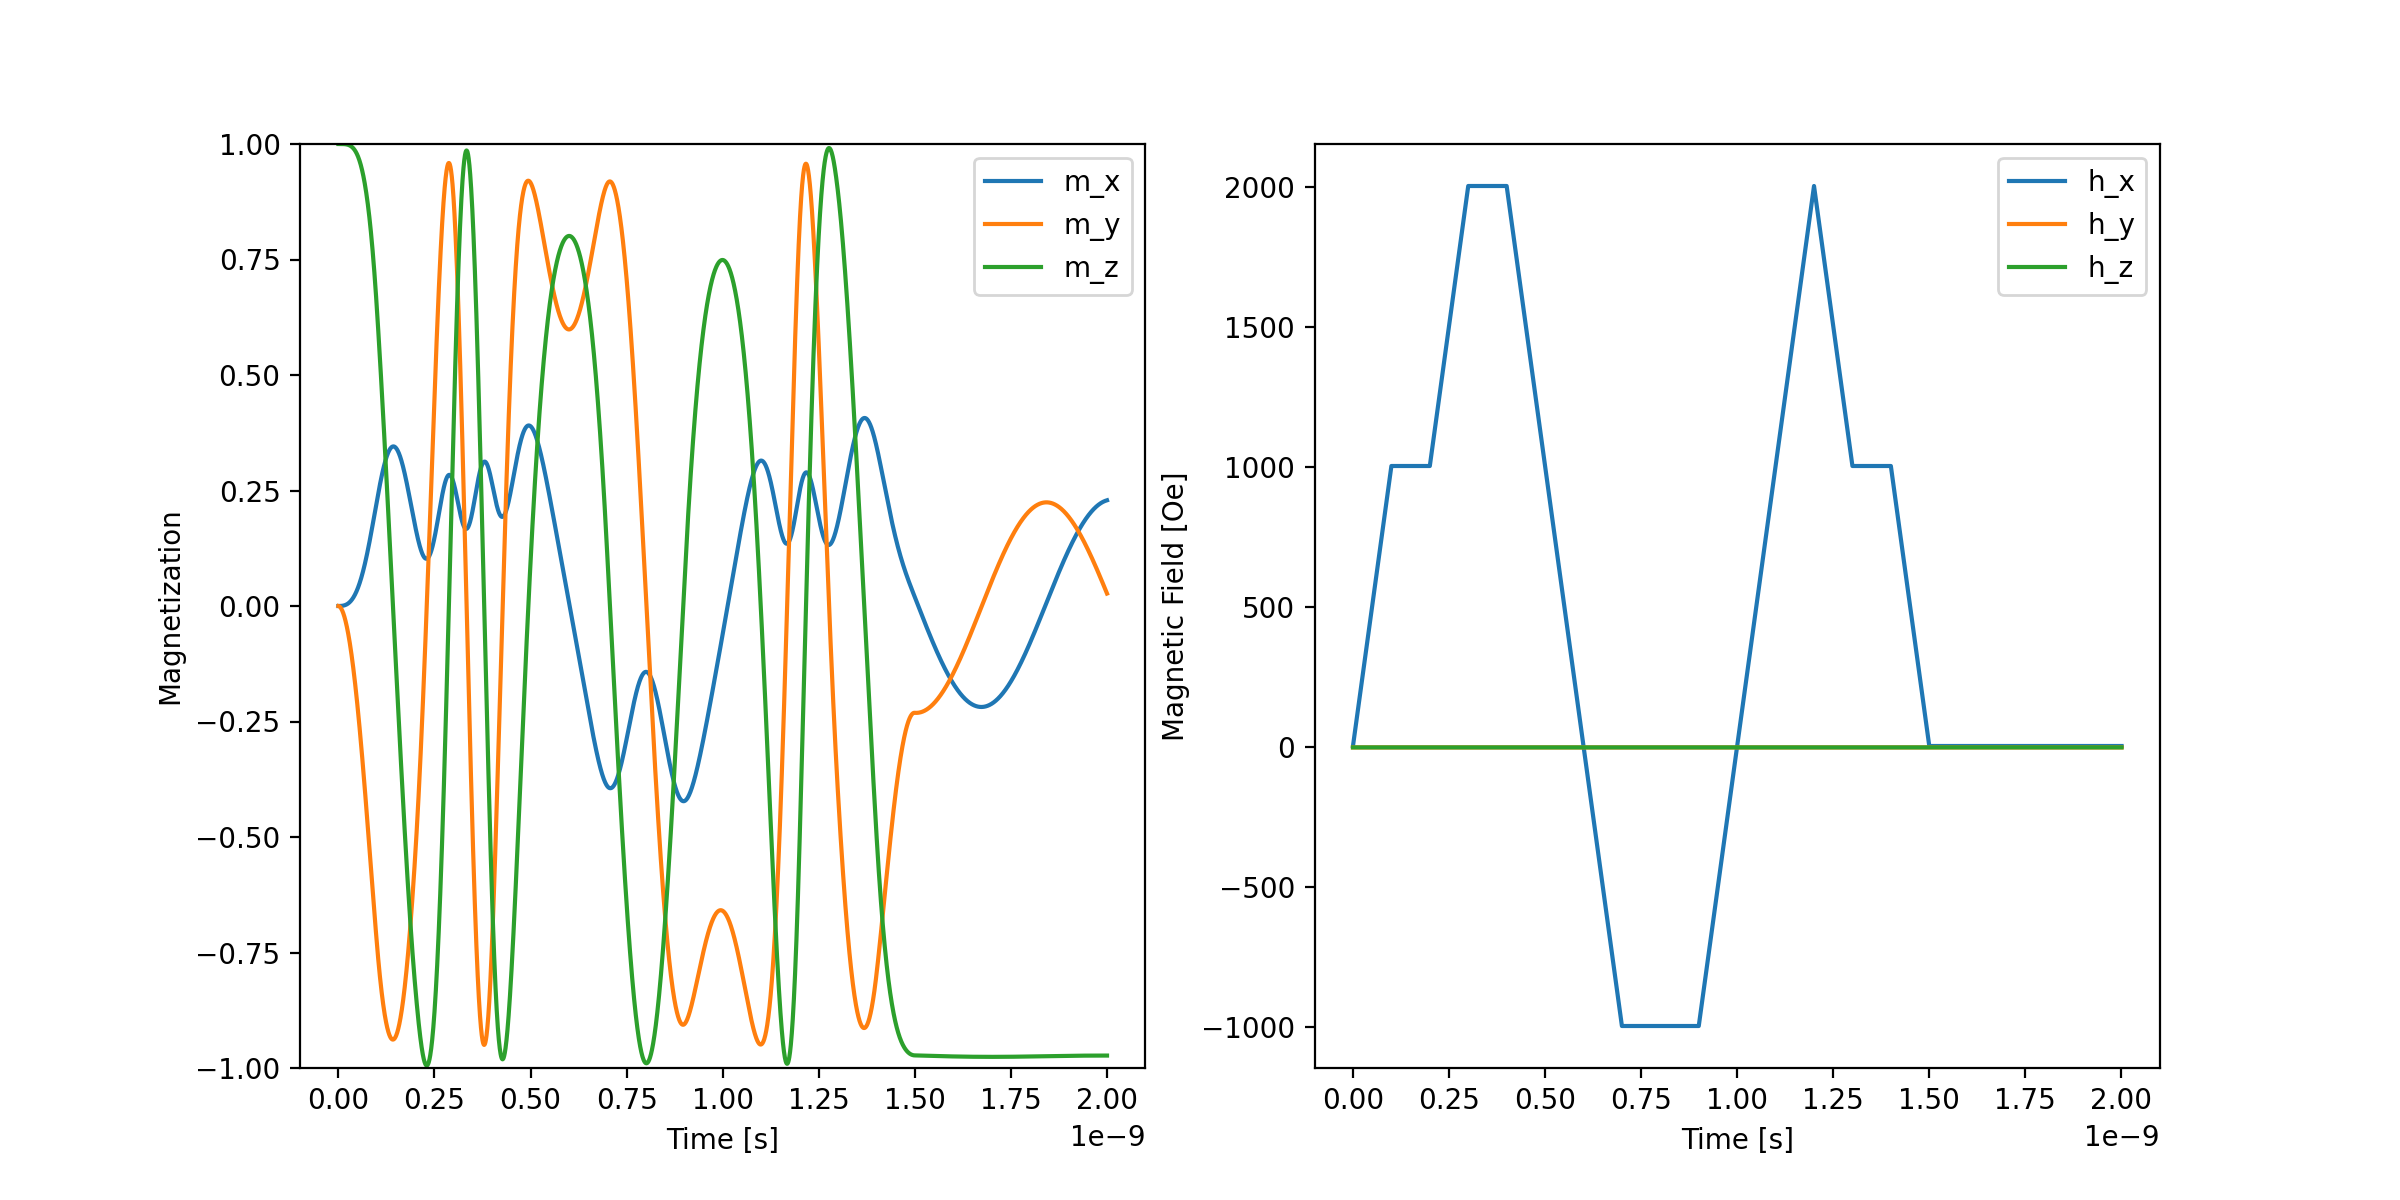 Magnetization
1.00
0.75
0.50
0.25
0.00
−0.25
−0.50
−0.75
−1.00
0.00 0.25 0.50 0.75 1.00 1.25 1.50 1.75 2.00
Time [s]
1e−9
m_x
m_y
m_z
Magnetic Field [Oe]
2000
1500
1000
500
0
−500
−1000
0.00 0.25 0.50 0.75 1.00 1.25 1.50 1.75 2.00
Time [s]
1e−9
h_x
h_y
h_z